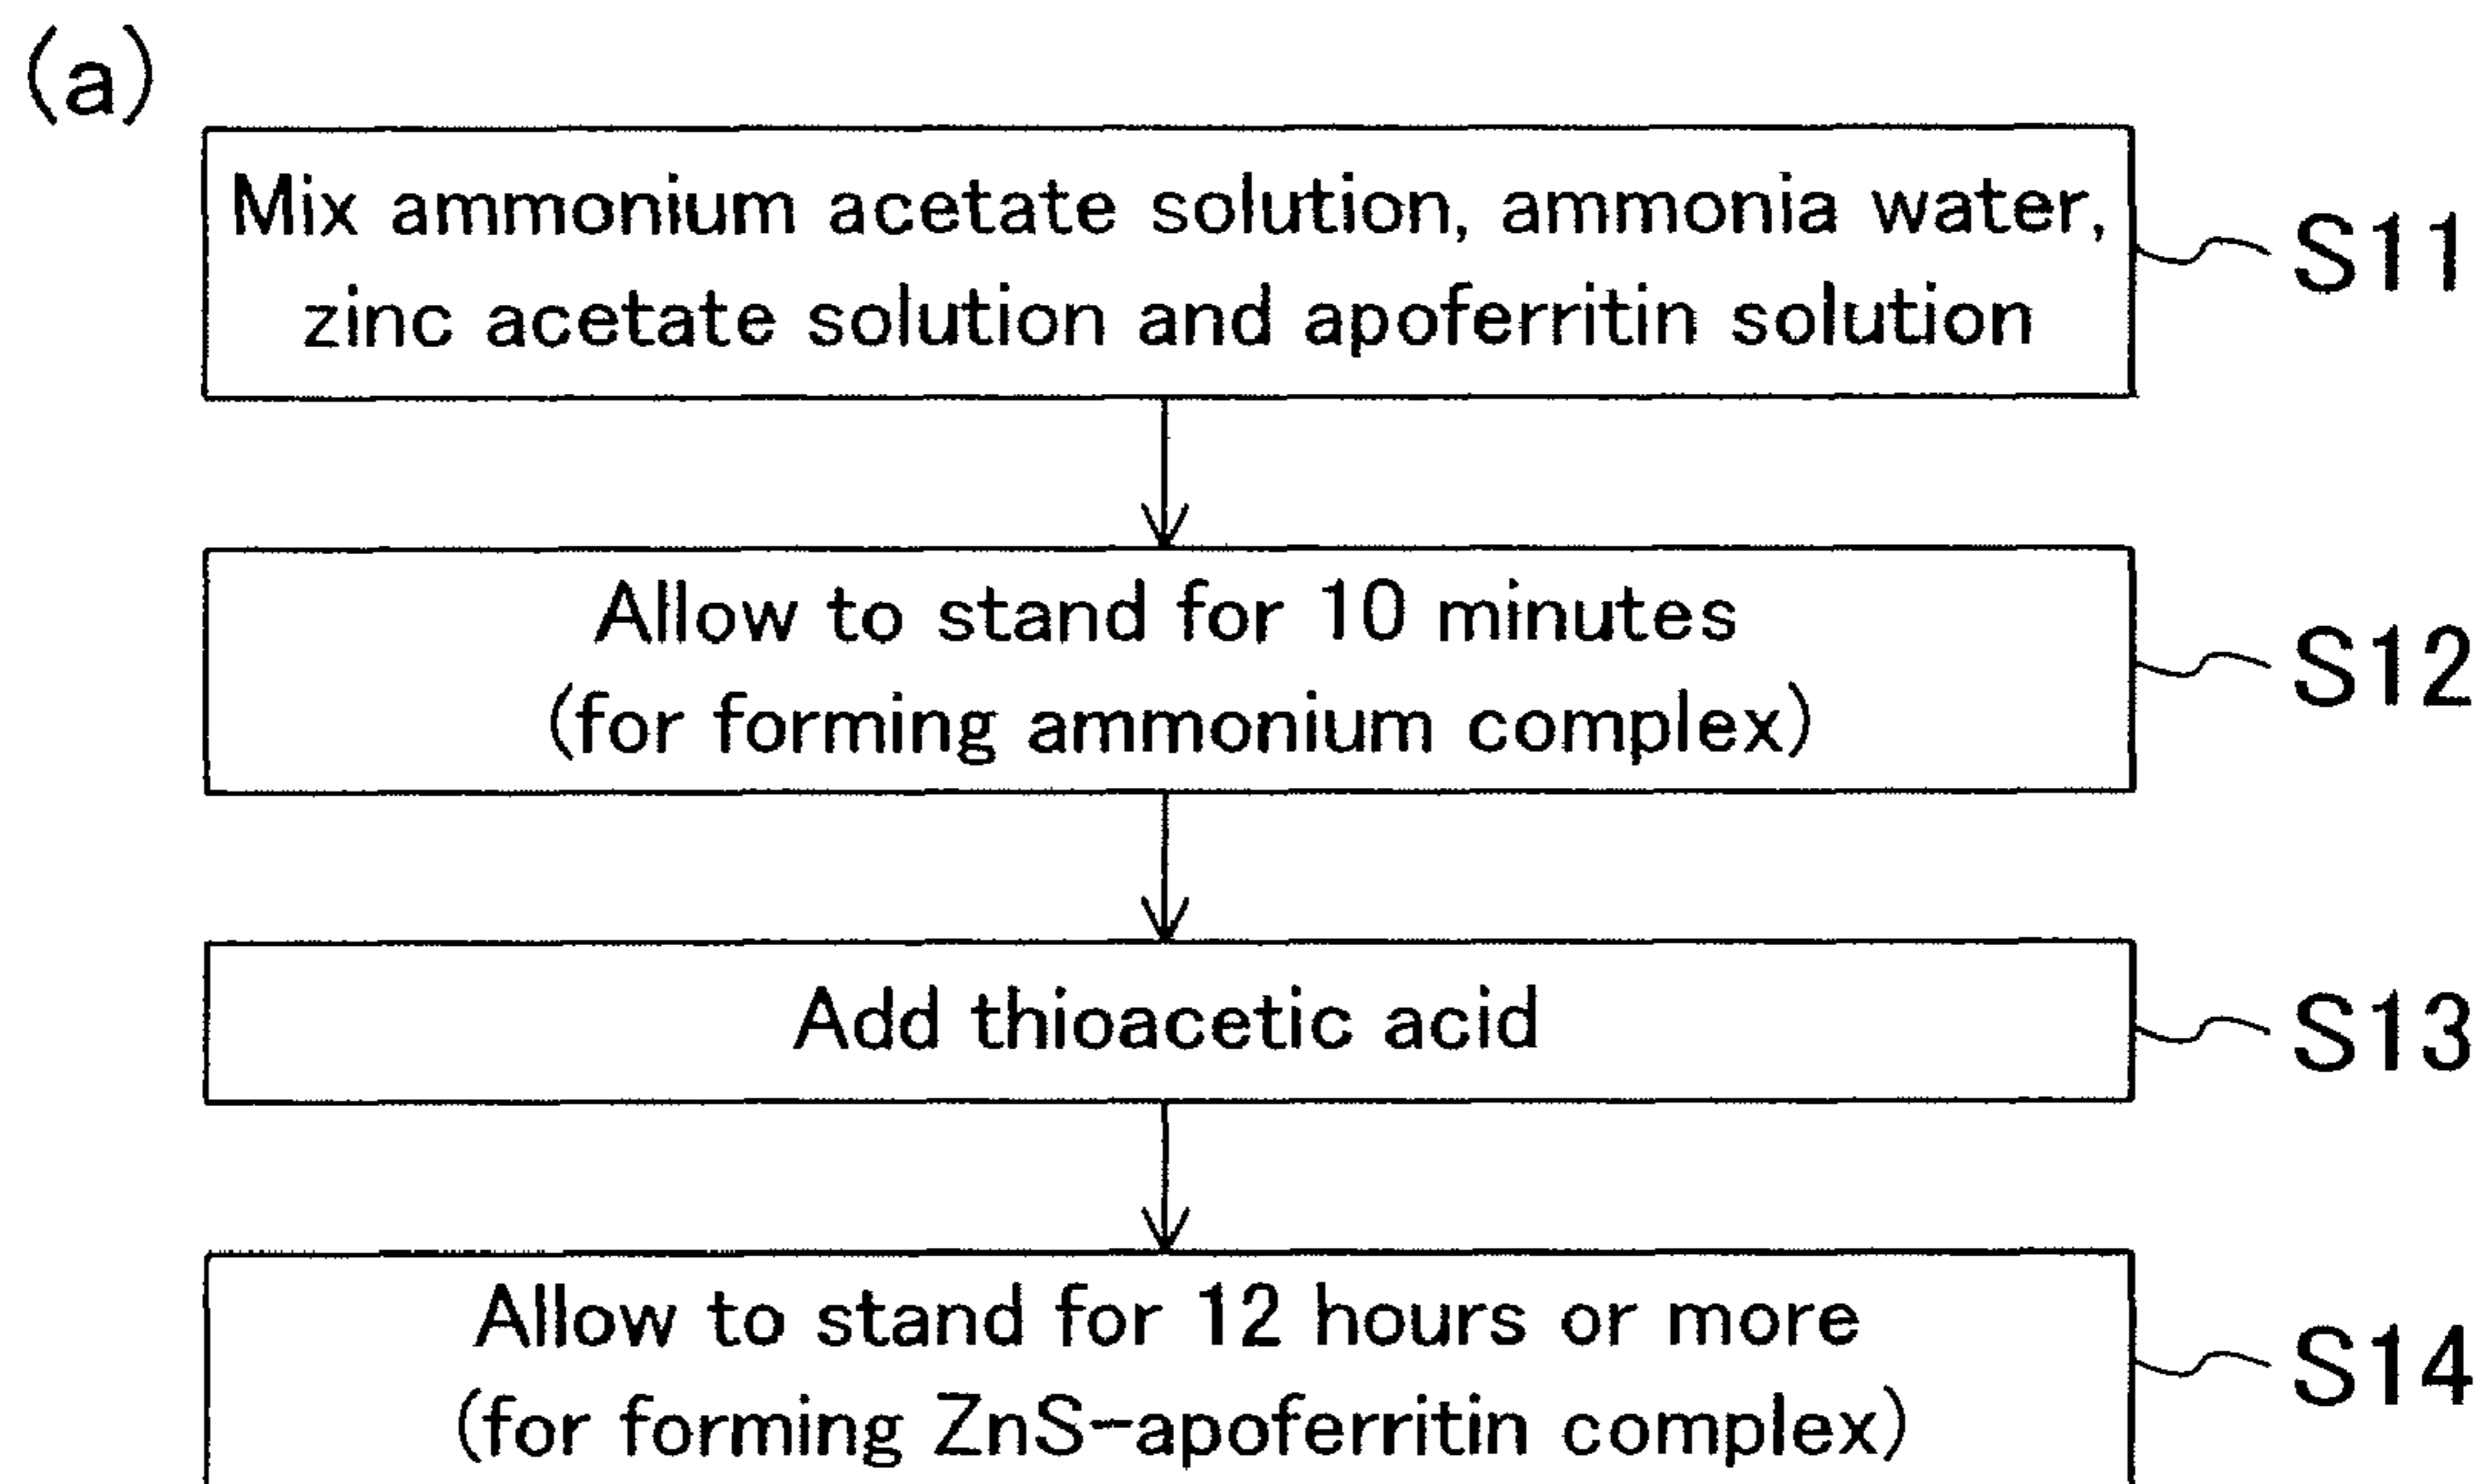 (a)
Mix ammonium acetate solution, ammonia water,
zinc acetate solution and apoferritin solution
S11
Allow to stand for 10 minutes
(for forming ammonium complex)
S12
Add thioacetic acid
S13
Allow to stand for 12 hours or more
(for forming ZnS-apoferritin complex)
S14